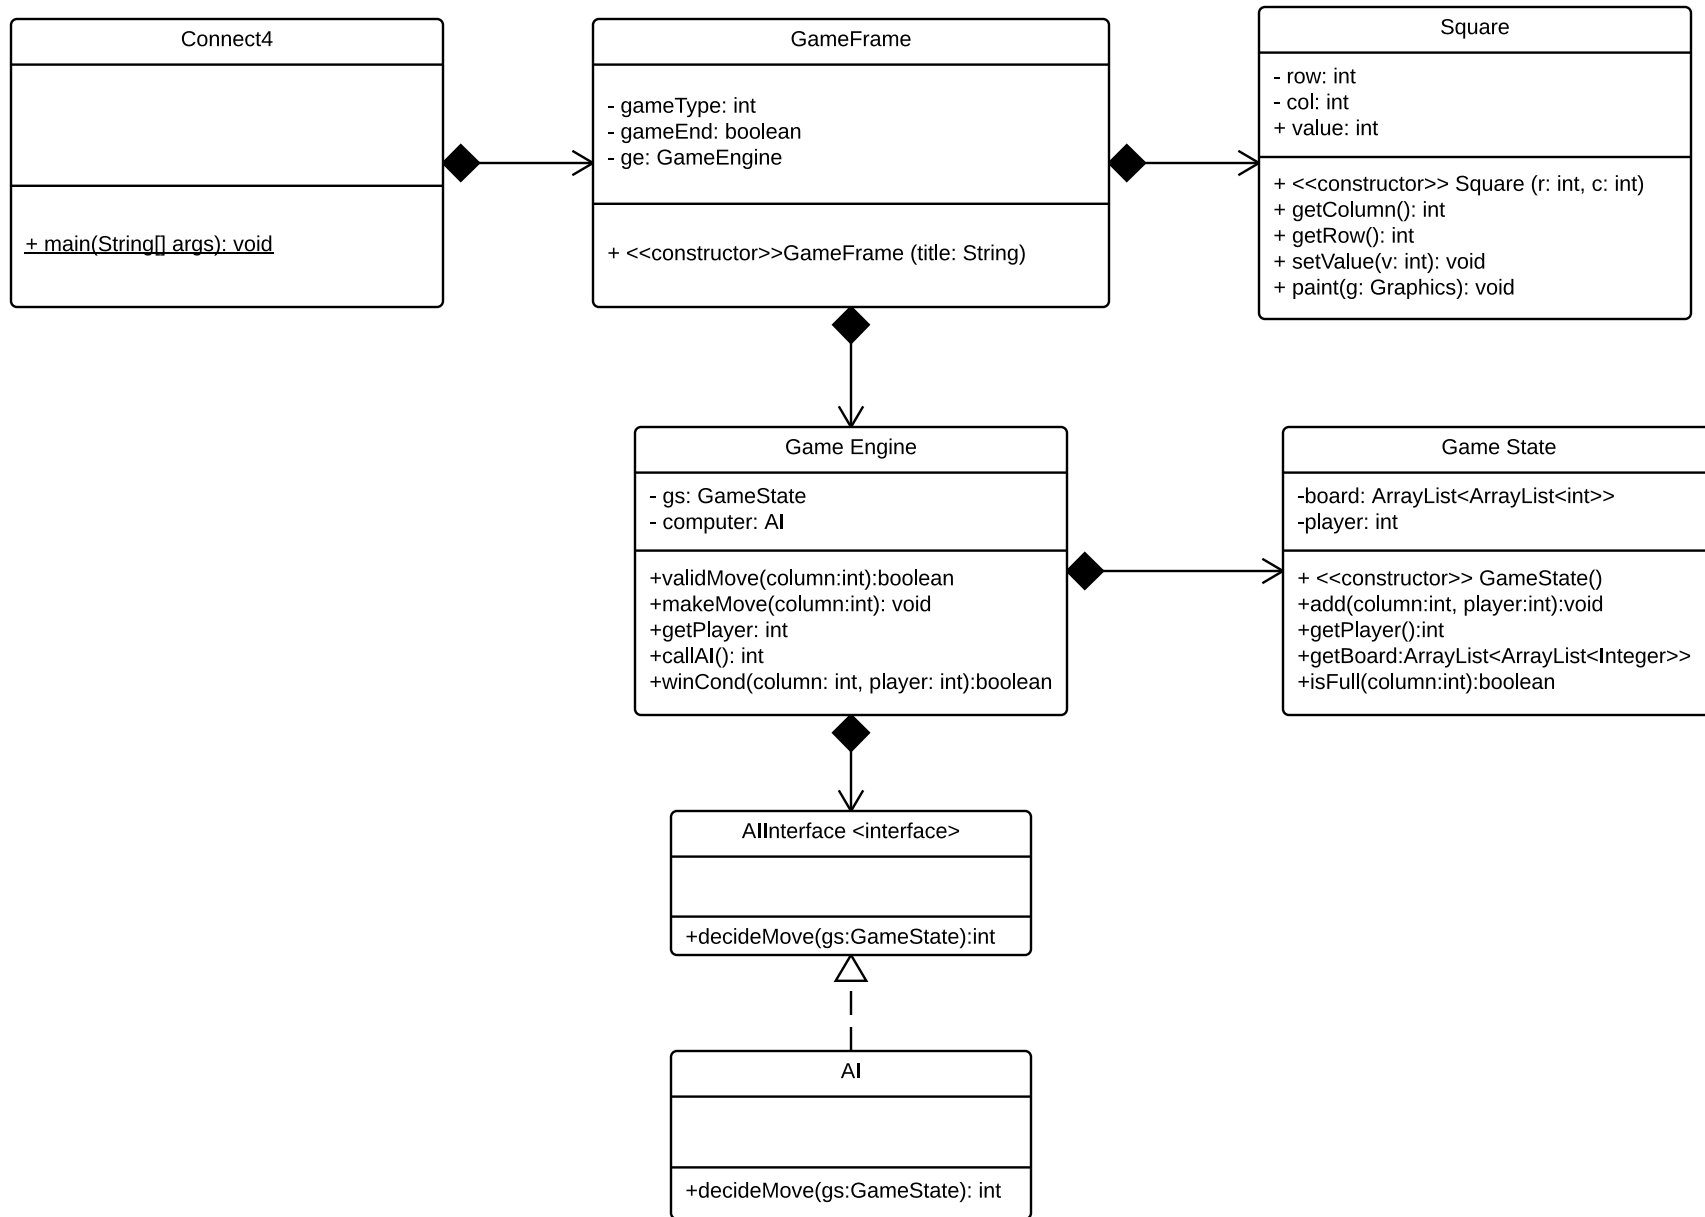 Connect4
+ main(String[] args): void
GameFrame
- gameType: int
- gameEnd: boolean
- ge: GameEngine
+ <<constructor>>GameFrame (title: String)
Square
- row: int
- col: int
+ value: int
+ <<constructor>> Square (r: int, c: int)
+ getColumn(): int
+ getRow(): int
+ setValue(v: int): void
+ paint(g: Graphics): void
Game Engine
- gs: GameState
- computer: AI
+validMove(column:int):boolean
+makeMove(column:int): void
+getPlayer: int
+callAI(): int
+winCond(column: int, player: int):boolean
Game State
-board: ArrayList<ArrayList<int>>
-player: int
+ <<constructor>> GameState()
+add(column:int, player:int):void
+getPlayer():int
+getBoard:ArrayList<ArrayList<Integer>>
+isFull(column:int):boolean
AIInterface <interface>
+decideMove(gs:GameState):int
AI
+decideMove(gs:GameState): int